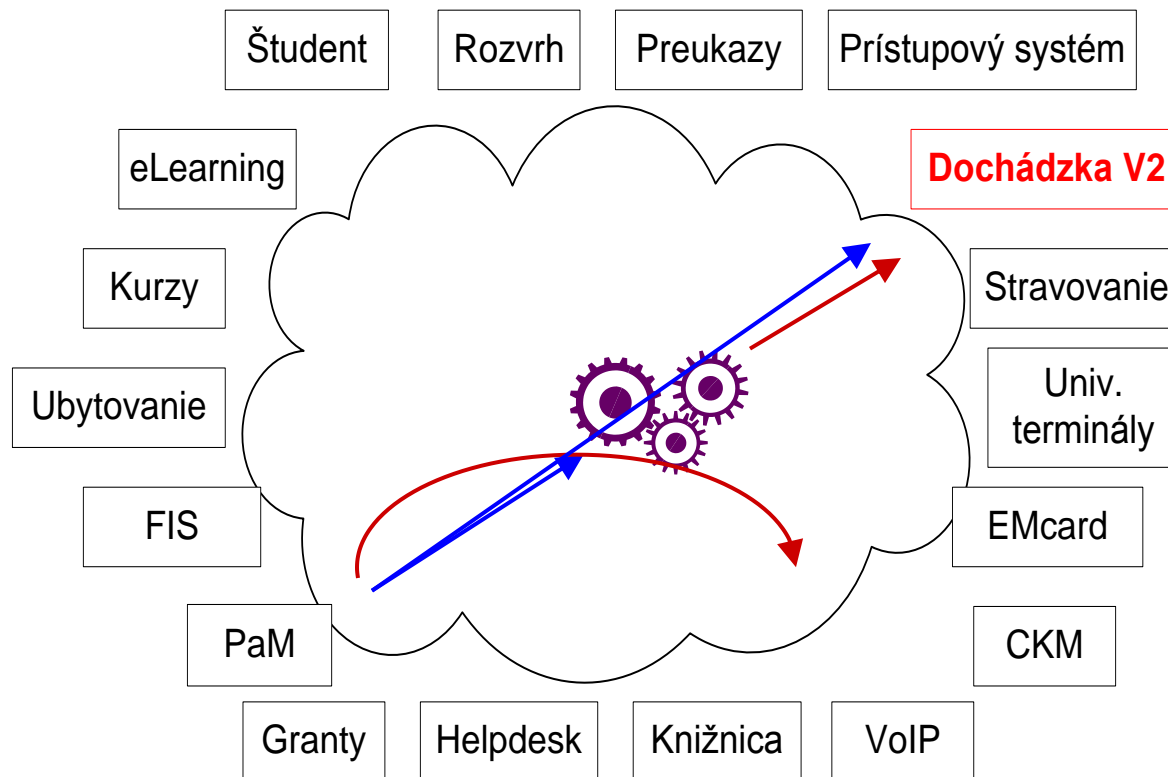 Študent
Rozvrh
Preukazy
Prístupový systém
eLearning
Dochádzka V2
Kurzy
Stravovanie
Ubytovanie
Univ.
terminály
FIS
EMcard
PaM
CKM
Granty
Helpdesk
Knižnica
VoIP